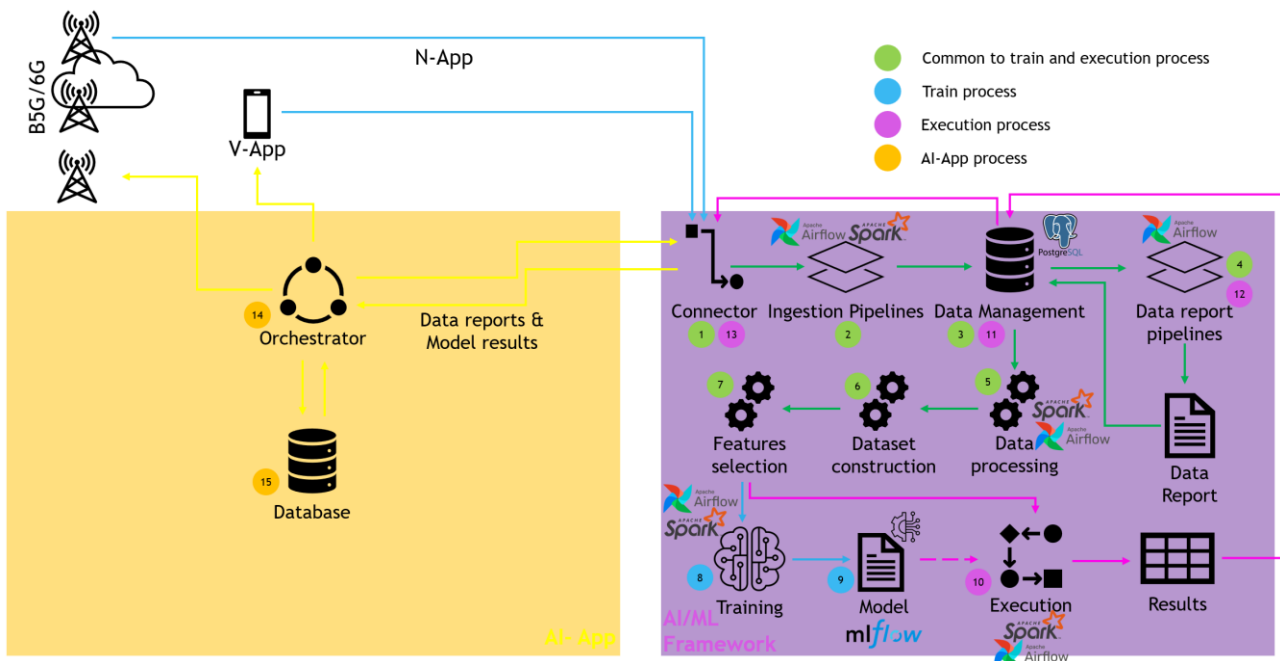 B5G/6G
N-App
V-App
Common to train and execution process
Train process
Execution process
AI-App process
Apache
Airflow
APACHE
Spark
PostgreSQL
Apache
Airflow
4
12
Connector
Ingestion Pipelines
Data Management
Data report
pipelines
1
13
2
3
11
14
Orchestrator
Data reports &
Model results
7
6
5
APACHE
Spark
Apache
Airflow
Features
selection
Dataset
construction
Data
processing
Data
Report
15
Database
Apache
Airflow
APACHE
Spark
8
Training
9
Model
mlflow
10
Execution
Results
APACHE
Spark
Apache
Airflow
AI- App
AI/ML
Framework